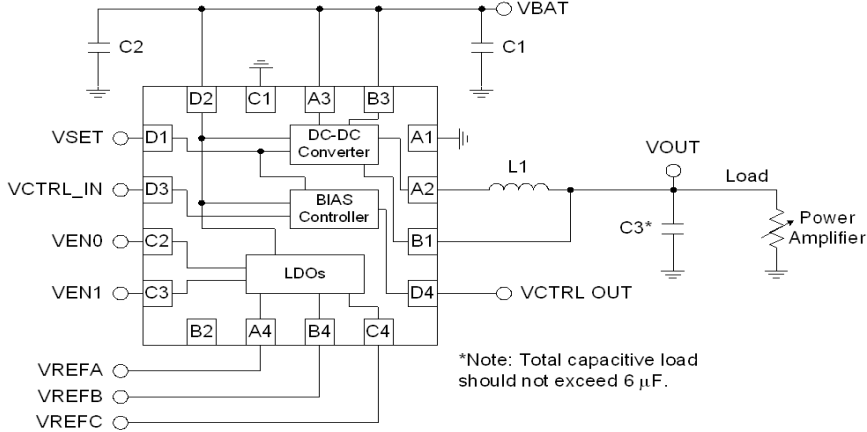 VBAT
C2
C1
D2
C1
A3
B3
VSET
D1
DC-DC
Converter
A1
L1
VOUT
Load
VCTRL_IN
D3
BIAS
Controller
A2
C3*
Power
Amplifier
VEN0
C2
B1
LDOs
VEN1
C3
D4
VCTRL OUT
B2
A4
B4
C4
*Note: Total capacitive load
should not exceed 6 µF.
VREFA
VREFB
VREFC